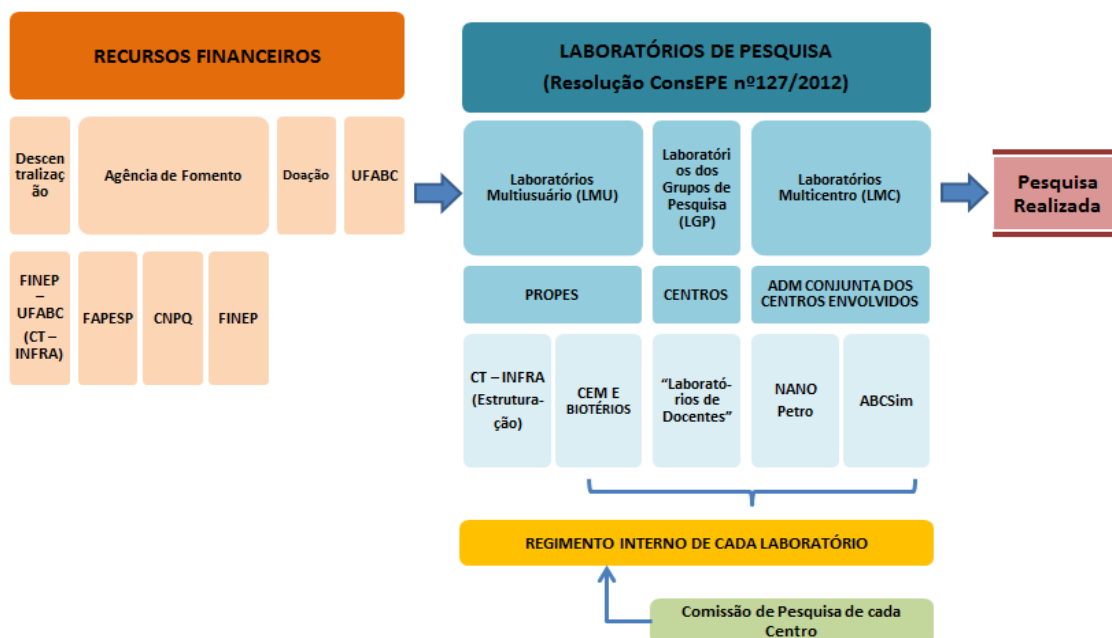 RECURSOS FINANCEIROS
Descen
tralizaç
ão
Agência de Fomento
Doação
UFABC
FINEP
–
UFABC
(CT –
INFRA)
FAPESP
CNPQ
FINEP
LABORATÓRIOS DE PESQUISA
(Resolução ConsEPE nº127/2012)
Laboratórios
Multiusuário (LMU)
Laboratóri
os dos
Grupos de
Pesquisa
(LGP)
Laboratórios
Multicentro (LMC)
PROPES
CENTROS
ADM CONJUNTA DOS
CENTROS ENVOLVIDOS
CT – INFRA
(Estrutura-
ção)
CEM E
BIOTÉRIOS
“Laborató-
rios de
Docentes”
NANO
Petro
ABCSim
Pesquisa
Realizada
REGIMENTO INTERNO DE CADA LABORATÓRIO
Comissão de Pesquisa de cada
Centro